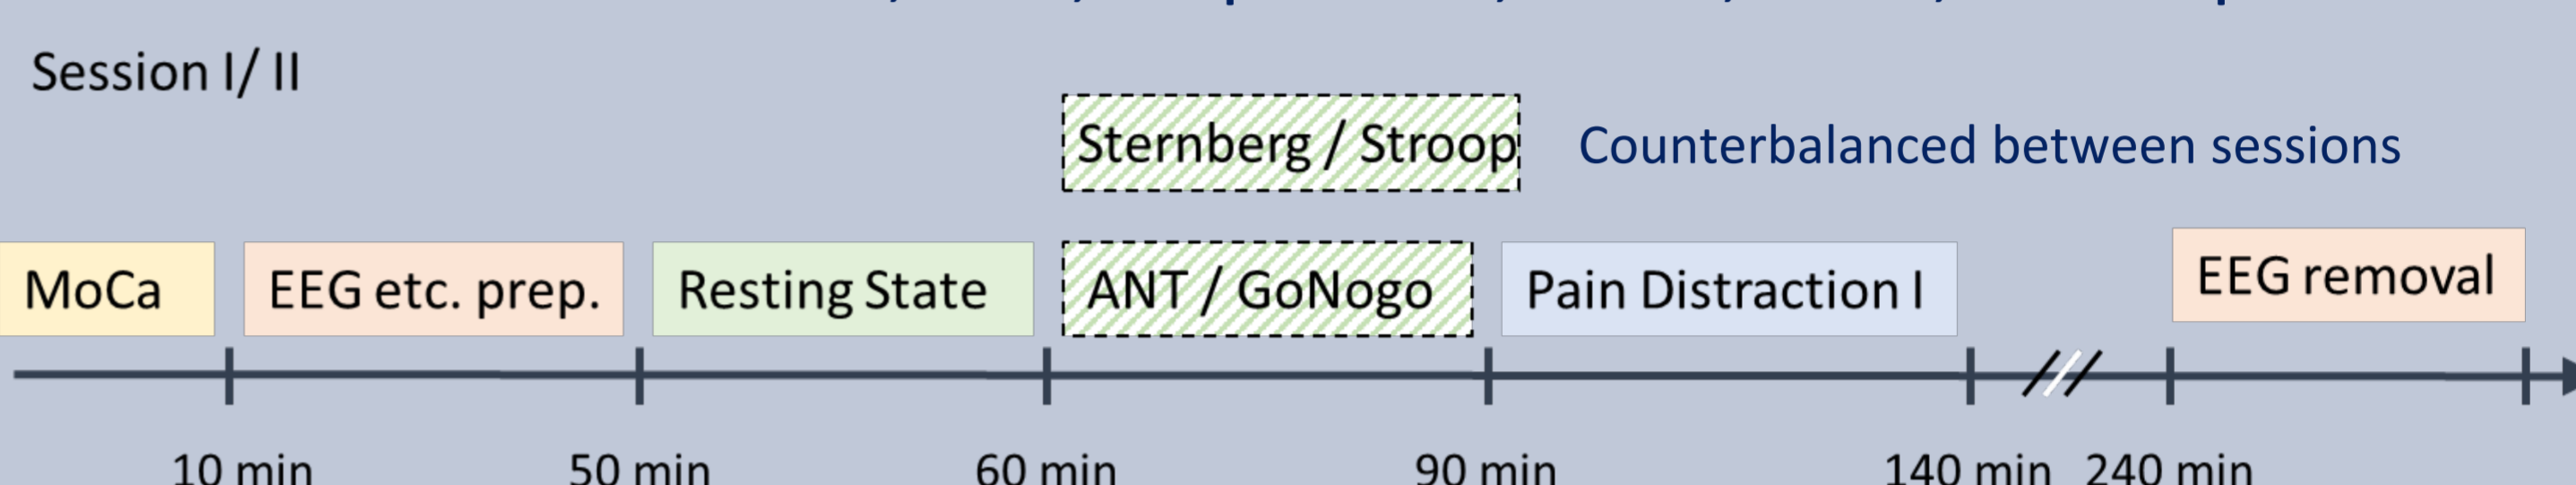 Session I/ II
Sternberg / Stroop
Counterbalanced between sessions
MoCa
EEG etc. prep.
Resting State
ANT / GoNogo
Pain Distraction I
EEG removal
10 min
50 min
60 min
90 min
140 min
240 min